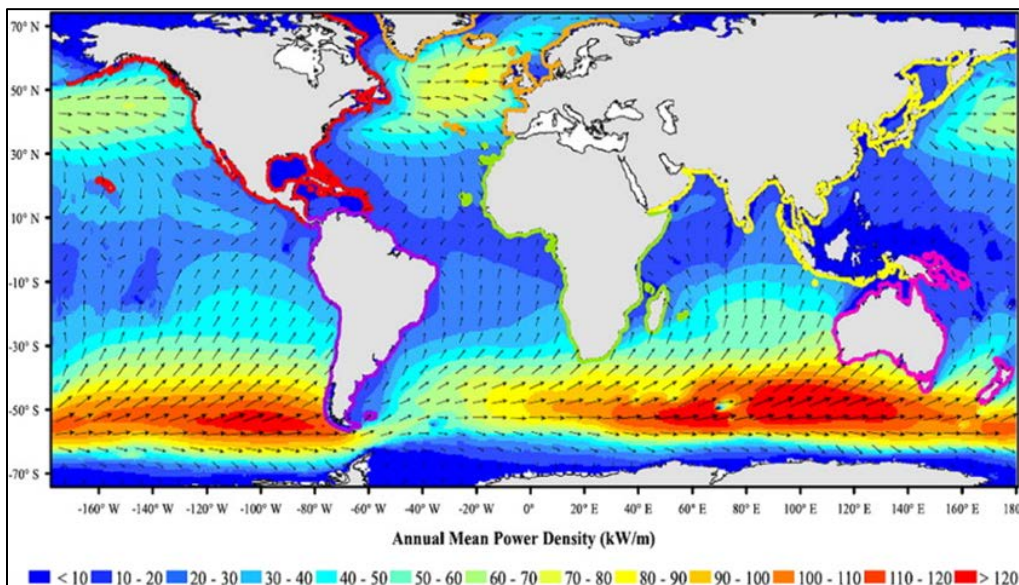 70° N
50° N
30° N
10° N
-10° S
-30° S
-50° S
-70° S
-160° W -140° W -120° W -100° W -80° W -60° W -40° W -20° W 0° 20° E 40° E 60° E 80° E 100° E 120° E 140° E 160° E 180
Annual Mean Power Density (kW/m)
< 10 10 - 20 20 - 30 30 - 40 40 - 50 50 - 60 60 - 70 70 - 80 80 - 90 90 - 100 100 - 110 110 - 120 > 120